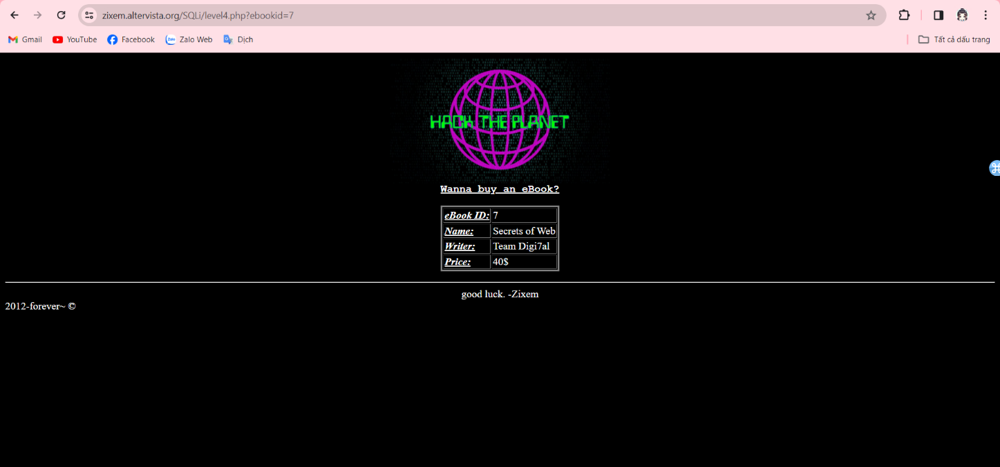 zixem.altervista.org/SQLi/level4.php?ebookid=7
Gmail YouTube Facebook Zalo Zalo Web Dịch Tất cả dấu trang
HACK THE PLANET
Wanna buy an eBook?
eBook ID: 7
Name: Secrets of Web
Writer: Team Digi7al
Price: 40$
good luck. -Zixem
2012-forever~ ©